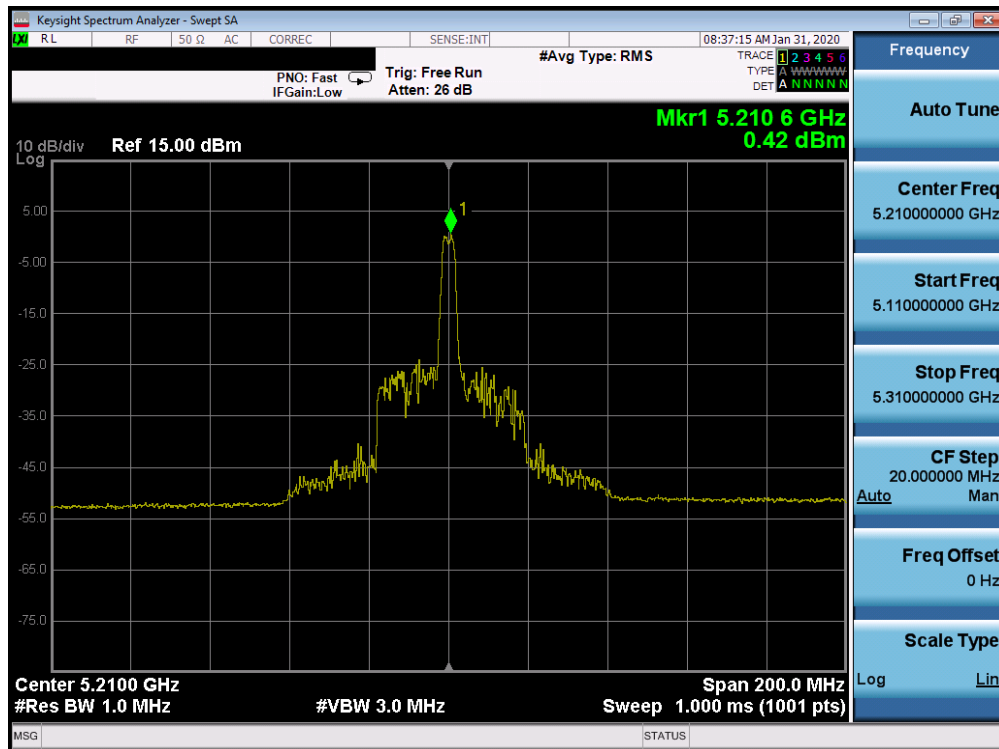 Keysight Spectrum Analyzer - Swept SA
LXI RL RF 50 Ω AC CORREC SENSE:INT 08:37:15 AM Jan 31, 2020
Frequency
#Avg Type: RMS
TRACE 1 2 3 4 5 6
PNO: Fast Trig: Free Run
TYPE A WWWWW
IFGain:Low Atten: 26 dB
DET A N N N N N
Mkr1 5.210 6 GHz
0.42 dBm
10 dB/div Ref 15.00 dBm
Log
1
5.00
-5.00
-15.0
-25.0
-35.0
-45.0
-55.0
-65.0
-75.0
Center 5.2100 GHz Span 200.0 MHz
#Res BW 1.0 MHz #VBW 3.0 MHz Sweep 1.000 ms (1001 pts)
Auto Tune
Center Freq
5.210000000 GHz
Start Freq
5.110000000 GHz
Stop Freq
5.310000000 GHz
CF Step
20.000000 MHz
Auto Man
Freq Offset
0 Hz
Scale Type
Log Lin
MSG STATUS